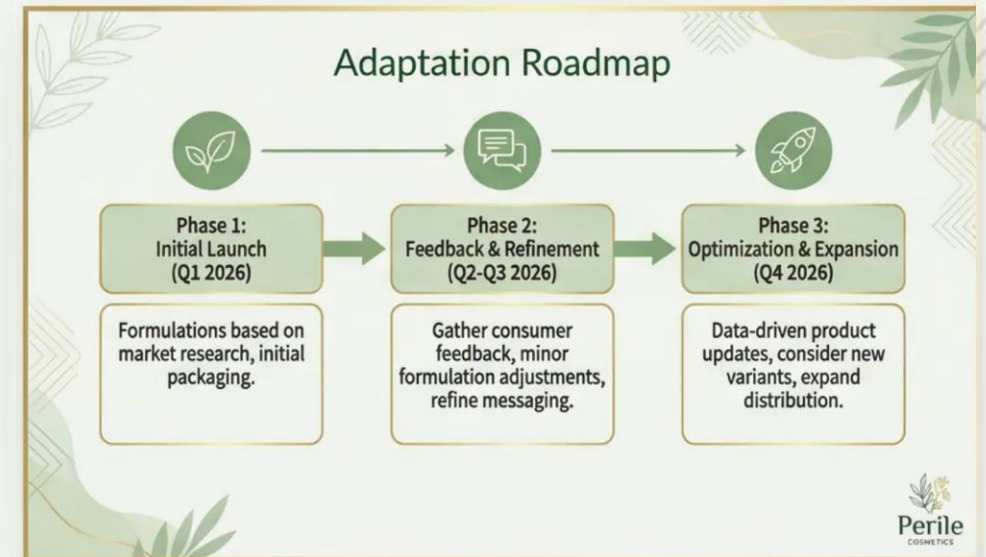 Adaptation Roadmap
Phase 1:
Initial Launch
(Q1 2026)
Phase 2:
Feedback & Refinement
(Q2-Q3 2026)
Phase 3:
Optimization & Expansion
(Q4 2026)
Formulations based on
market research, initial
packaging.
Gather consumer
feedback, minor
formulation adjustments,
refine messaging.
Data-driven product
updates, consider new
variants, expand
distribution.
Perile
COSMETICS